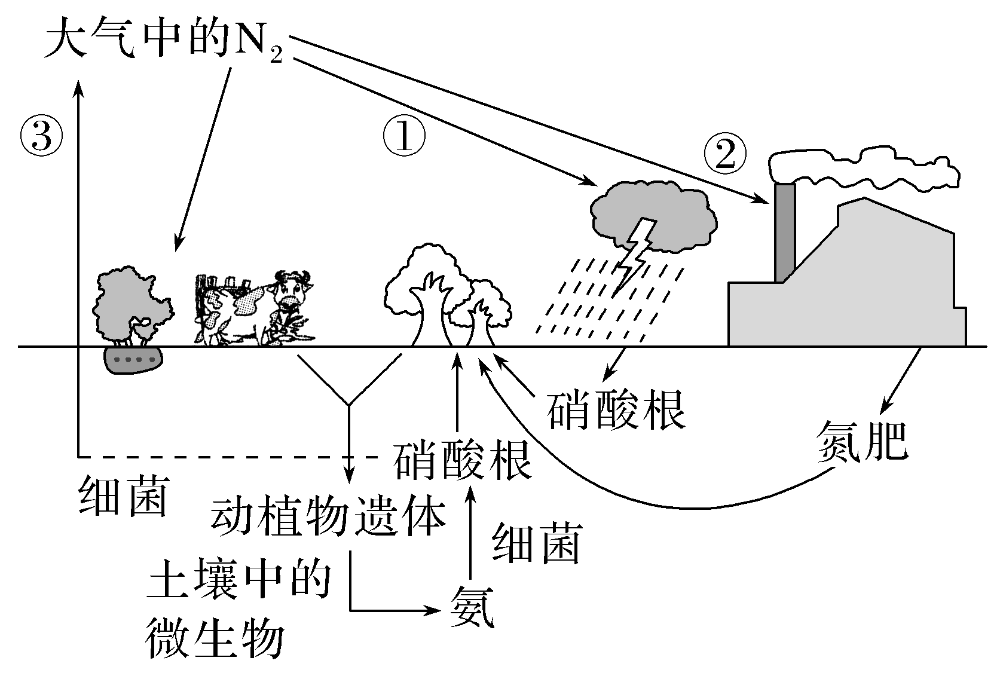 大气中的N₂
③
①
②
硝酸根
氮肥
硝酸根
细菌
动植物遗体
细菌
土壤中的
微生物
氨